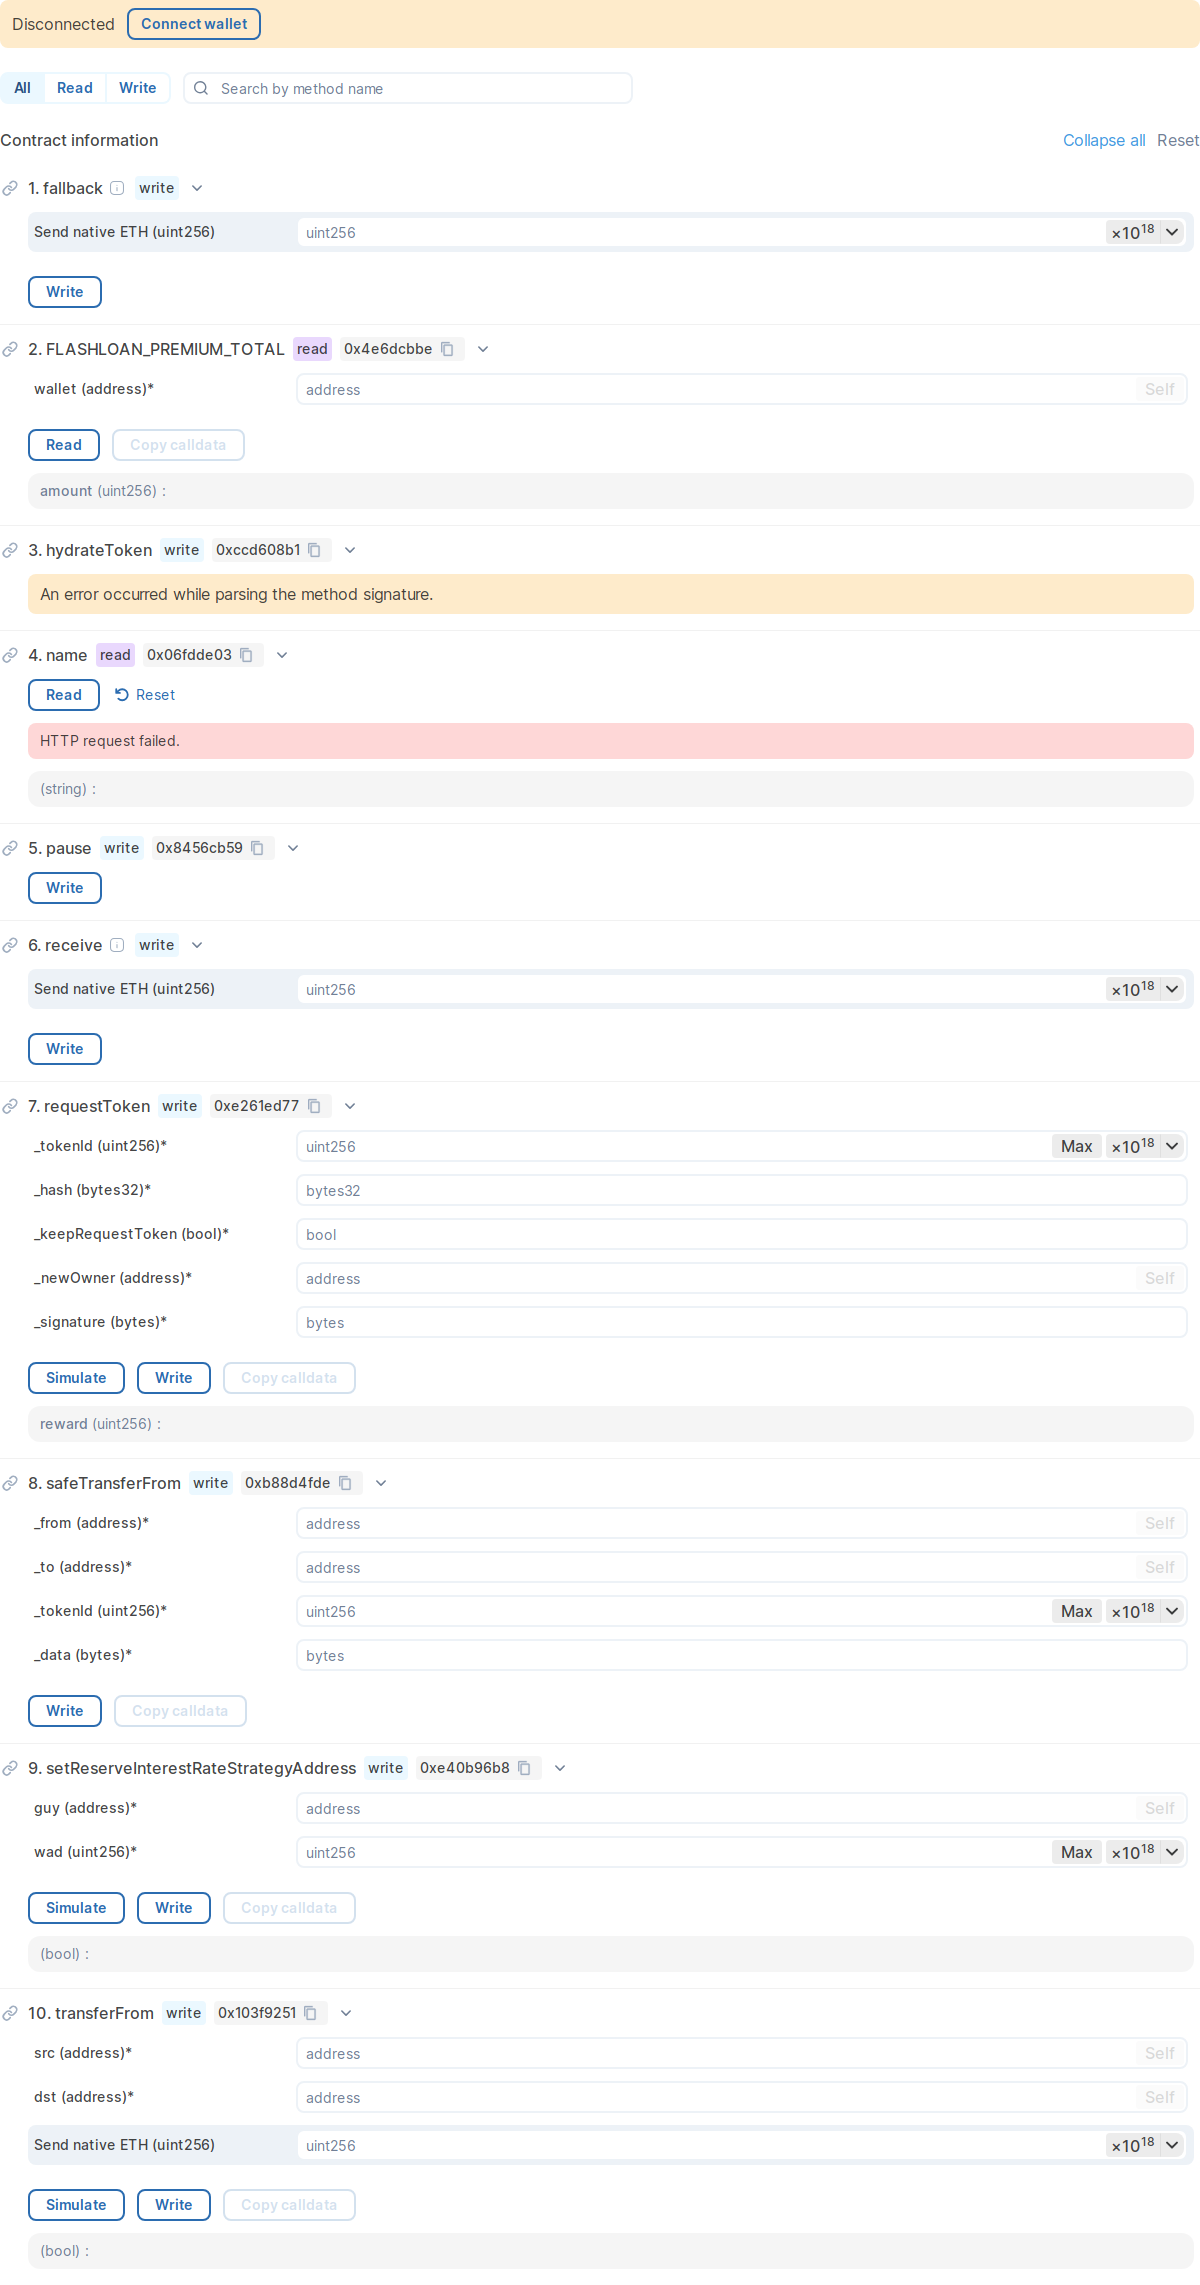 Disconnected Connect wallet
All Read Write Search by method name
Contract information Collapse all Reset
1. fallback write
Send native ETH (uint256) uint256 ×10^18
Write
2. FLASHLOAN_PREMIUM_TOTAL read 0x4e6dcbbe
wallet (address)* address Self
Read Copy calldata
amount (uint256) :
3. hydrateToken write 0xccd608b1
An error occurred while parsing the method signature.
4. name read 0x06fdde03
Read Reset
HTTP request failed.
(string) :
5. pause write 0x8456cb59
Write
6. receive write
Send native ETH (uint256) uint256 ×10^18
Write
7. requestToken write 0xe261ed77
_tokenId (uint256)* uint256 Max ×10^18
_hash (bytes32)* bytes32
_keepRequestToken (bool)* bool
_newOwner (address)* address Self
_signature (bytes)* bytes
Simulate Write Copy calldata
reward (uint256) :
8. safeTransferFrom write 0xb88d4fde
_from (address)* address Self
_to (address)* address Self
_tokenId (uint256)* uint256 Max ×10^18
_data (bytes)* bytes
Write Copy calldata
9. setReserveInterestRateStrategyAddress write 0xe40b96b8
guy (address)* address Self
wad (uint256)* uint256 Max ×10^18
Simulate Write Copy calldata
(bool) :
10. transferFrom write 0x103f9251
src (address)* address Self
dst (address)* address Self
Send native ETH (uint256) uint256 ×10^18
Simulate Write Copy calldata
(bool) :